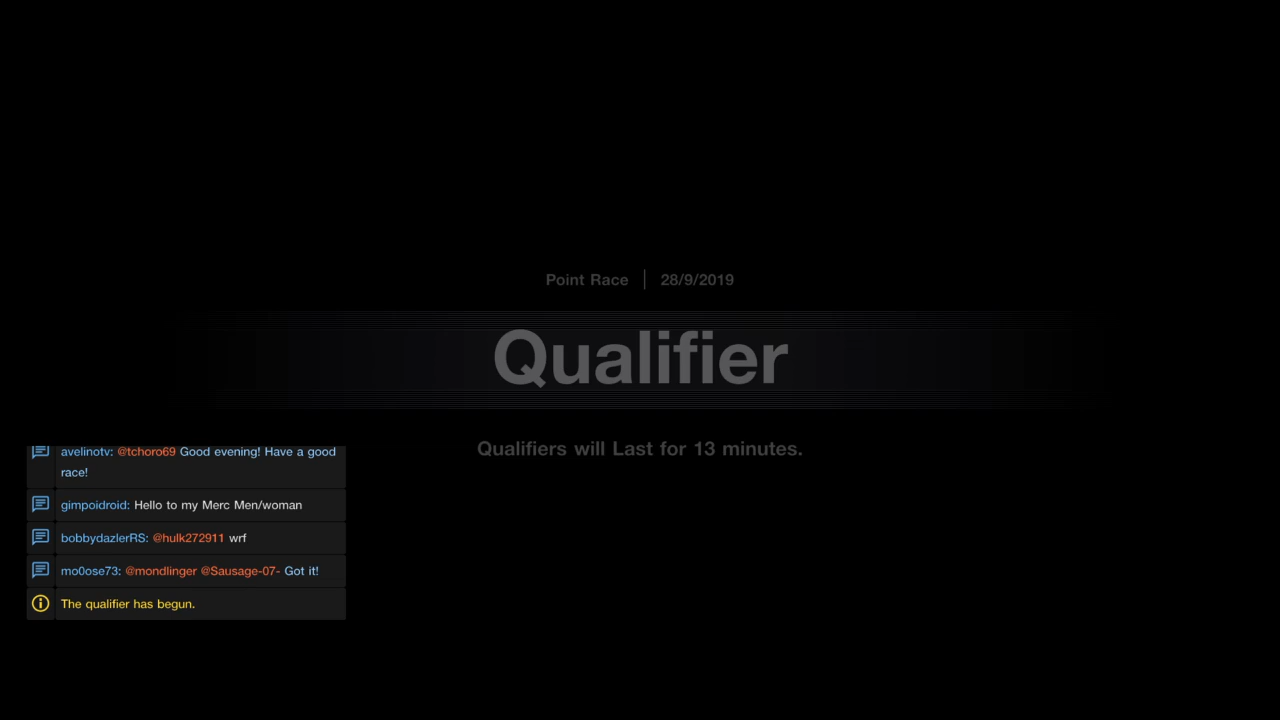 Point Race | 28/9/2019
Qualifier
Qualifiers will Last for 13 minutes.
avelinotv: @tchoro69 Good evening! Have a good
race!
gimpoidroid: Hello to my Merc Men/woman
bobbydazlerRS: @hulk272911 wrf
mo0ose73: @mondlinger @Sausage-07- Got it!
The qualifier has begun.